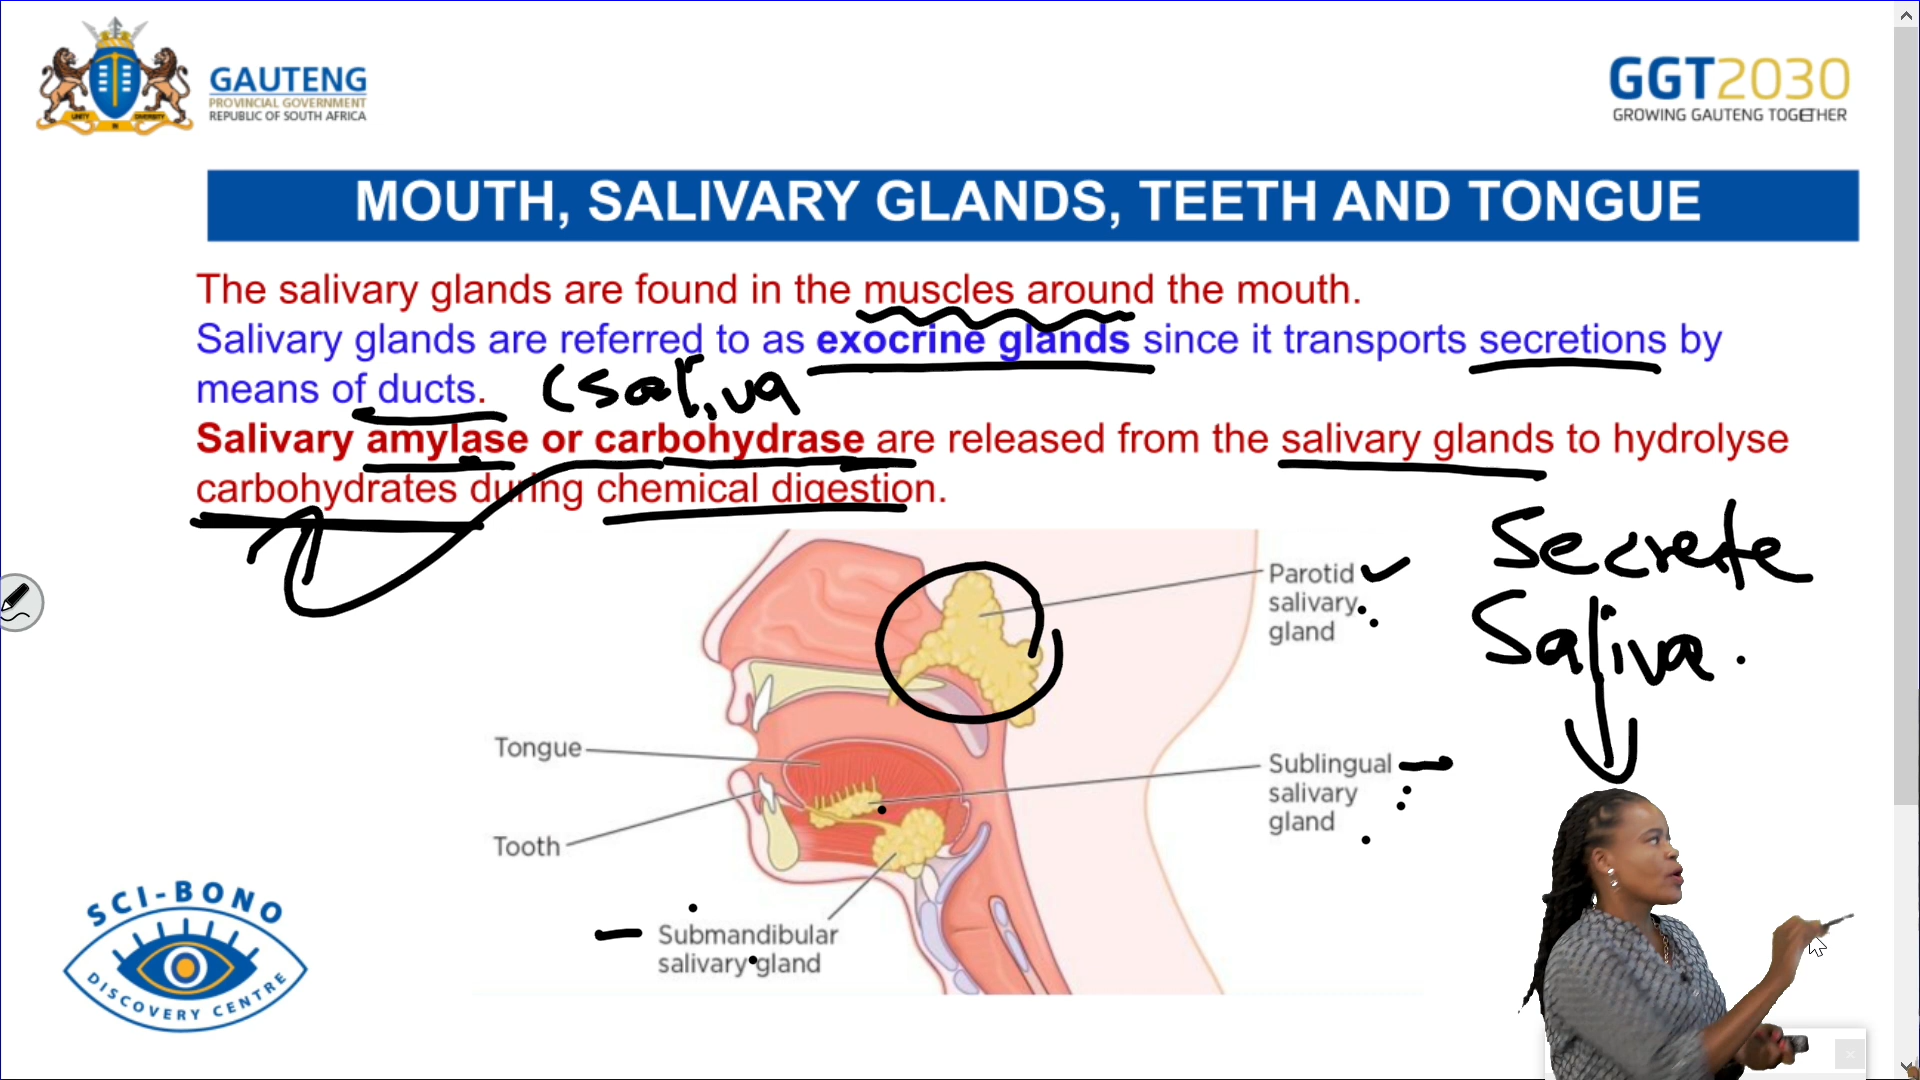 GAUTENG
PROVINCIAL GOVERNMENT
REPUBLIC OF SOUTH AFRICA
UNITY IN DIVERSITY
GGT2030
GROWING GAUTENG TOGETHER
MOUTH, SALIVARY GLANDS, TEETH AND TONGUE
The salivary glands are found in the muscles around the mouth.
Salivary glands are referred to as exocrine glands since it transports secretions by
means of ducts. (saliva
Salivary amylase or carbohydrase are released from the salivary glands to hydrolyse
carbohydrates during chemical digestion.
Secrete
Saliva.
Parotid
salivary
gland
Tongue
Sublingual
salivary
gland
Tooth
Submandibular
salivary gland
SCI-BONO
DISCOVERY CENTRE